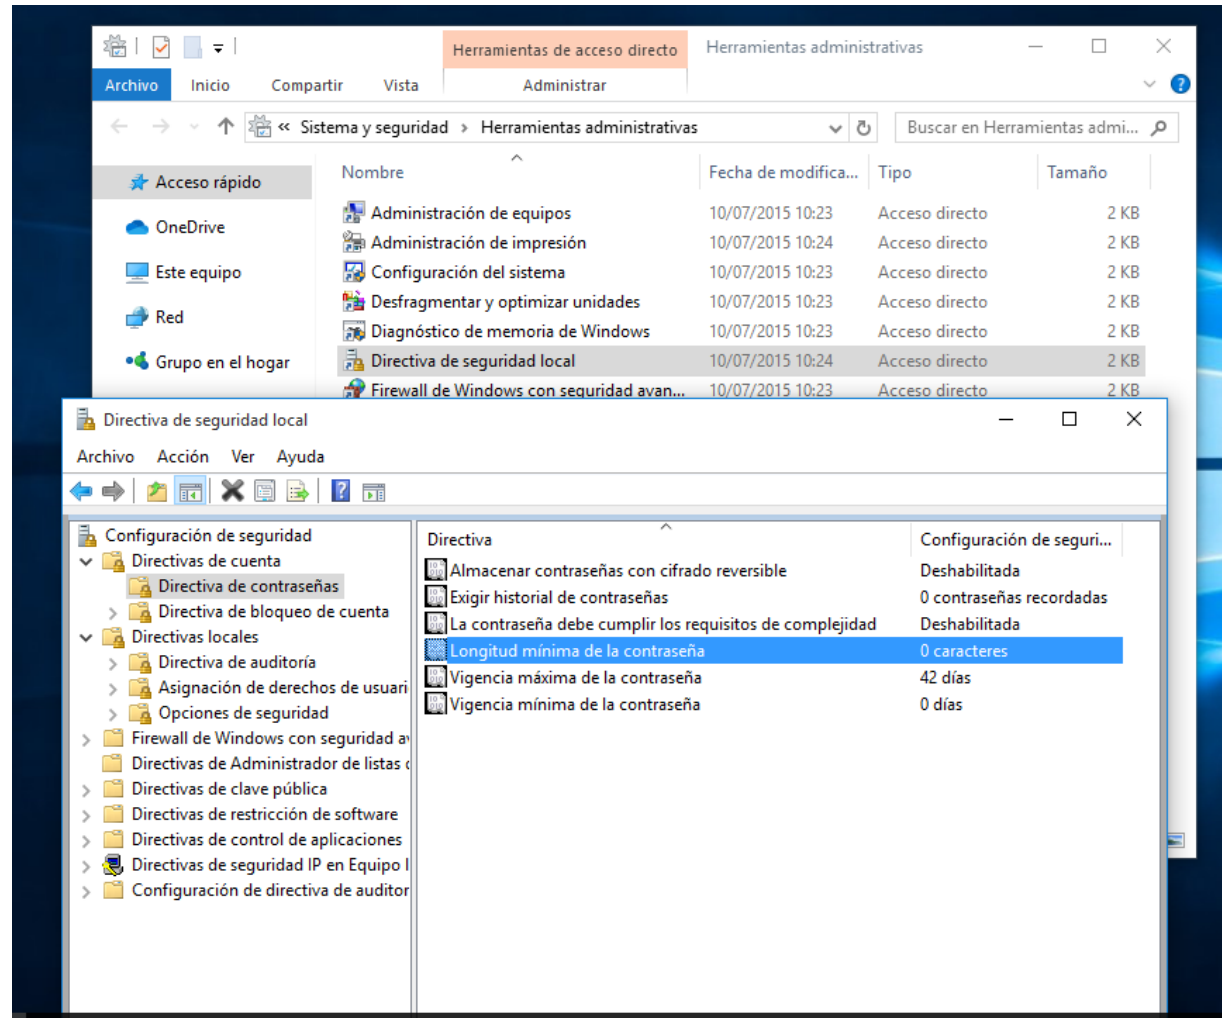 Herramientas de acceso directo
Herramientas administrativas
Archivo
Inicio
Compartir
Vista
Administrar
?
« Sistema y seguridad > Herramientas administrativas
Buscar en Herramientas admi...
Acceso rápido
OneDrive
Este equipo
Red
Grupo en el hogar
Nombre Fecha de modifica... Tipo Tamaño
Administración de equipos 10/07/2015 10:23 Acceso directo 2 KB
Administración de impresión 10/07/2015 10:24 Acceso directo 2 KB
Configuración del sistema 10/07/2015 10:23 Acceso directo 2 KB
Desfragmentar y optimizar unidades 10/07/2015 10:23 Acceso directo 2 KB
Diagnóstico de memoria de Windows 10/07/2015 10:23 Acceso directo 2 KB
Directiva de seguridad local 10/07/2015 10:24 Acceso directo 2 KB
Firewall de Windows con seguridad avan... 10/07/2015 10:23 Acceso directo 2 KB
Directiva de seguridad local
Archivo Acción Ver Ayuda
?
Configuración de seguridad
Directivas de cuenta
Directiva de contraseñas
Directiva de bloqueo de cuenta
Directivas locales
Directiva de auditoría
Asignación de derechos de usuari
Opciones de seguridad
Firewall de Windows con seguridad av
Directivas de Administrador de listas
Directivas de clave pública
Directivas de restricción de software
Directivas de control de aplicaciones
Directivas de seguridad IP en Equipo l
Configuración de directiva de auditor
Directiva Configuración de seguri...
Almacenar contraseñas con cifrado reversible Deshabilitada
Exigir historial de contraseñas 0 contraseñas recordadas
La contraseña debe cumplir los requisitos de complejidad Deshabilitada
Longitud mínima de la contraseña 0 caracteres
Vigencia máxima de la contraseña 42 días
Vigencia mínima de la contraseña 0 días